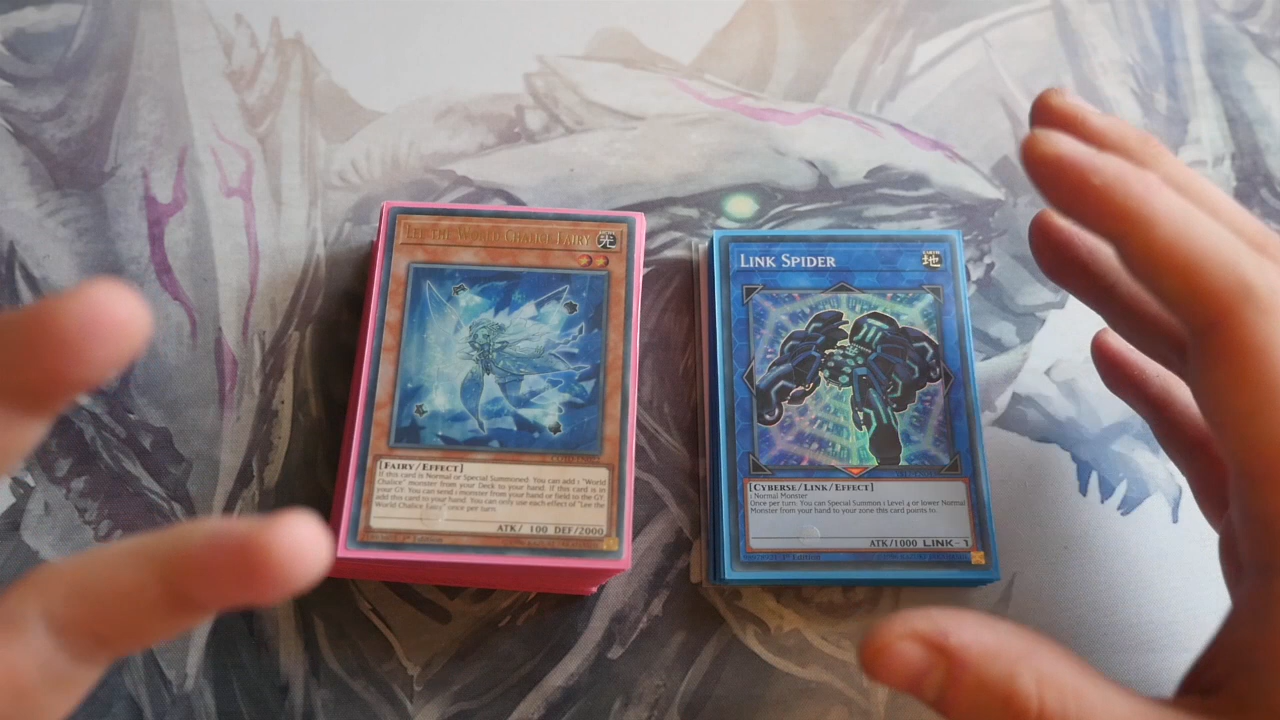 Lee the World Chalice Fairy
光
[Fairy/Effect]
If this card is Normal or Special Summoned: You can add 1 "World
Chalice" monster from your Deck to your hand. If this card is in
your GY: You can send 1 monster from your hand or field to the GY;
add this card to your hand. You can only use each effect of "Lee the
World Chalice Fairy" once per turn.
ATK/ 100 DEF/2000
1st Edition
Link Spider
EARTH
地
[Cyberse/Link/Effect]
1 Normal Monster
Once per turn: You can Special Summon 1 Level 4 or lower Normal
Monster from your hand to your zone this card points to.
ATK/1000 LINK-1
1st Edition